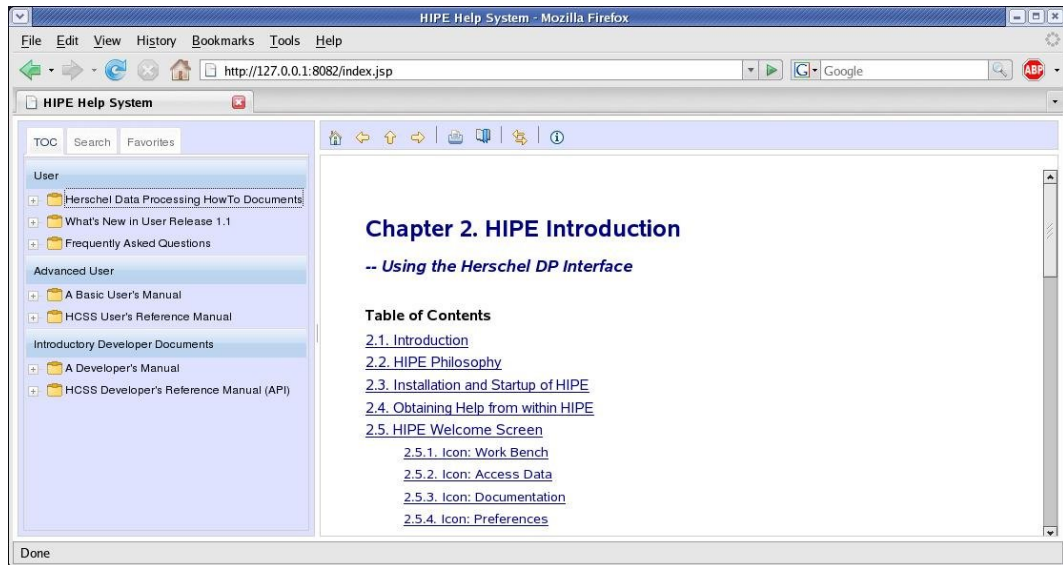 HIPE Help System - Mozilla Firefox
File Edit View History Bookmarks Tools Help
http://127.0.0.1:8082/index.jsp
G Google
ABP
HIPE Help System
TOC Search Favorites
User
Herschel Data Processing HowTo Documents
What's New in User Release 1.1
Frequently Asked Questions
Advanced User
A Basic User's Manual
HCSS User's Reference Manual
Introductory Developer Documents
A Developer's Manual
HCSS Developer's Reference Manual (API)
Chapter 2. HIPE Introduction
-- Using the Herschel DP Interface
Table of Contents
2.1. Introduction
2.2. HIPE Philosophy
2.3. Installation and Startup of HIPE
2.4. Obtaining Help from within HIPE
2.5. HIPE Welcome Screen
2.5.1. Icon: Work Bench
2.5.2. Icon: Access Data
2.5.3. Icon: Documentation
2.5.4. Icon: Preferences
Done